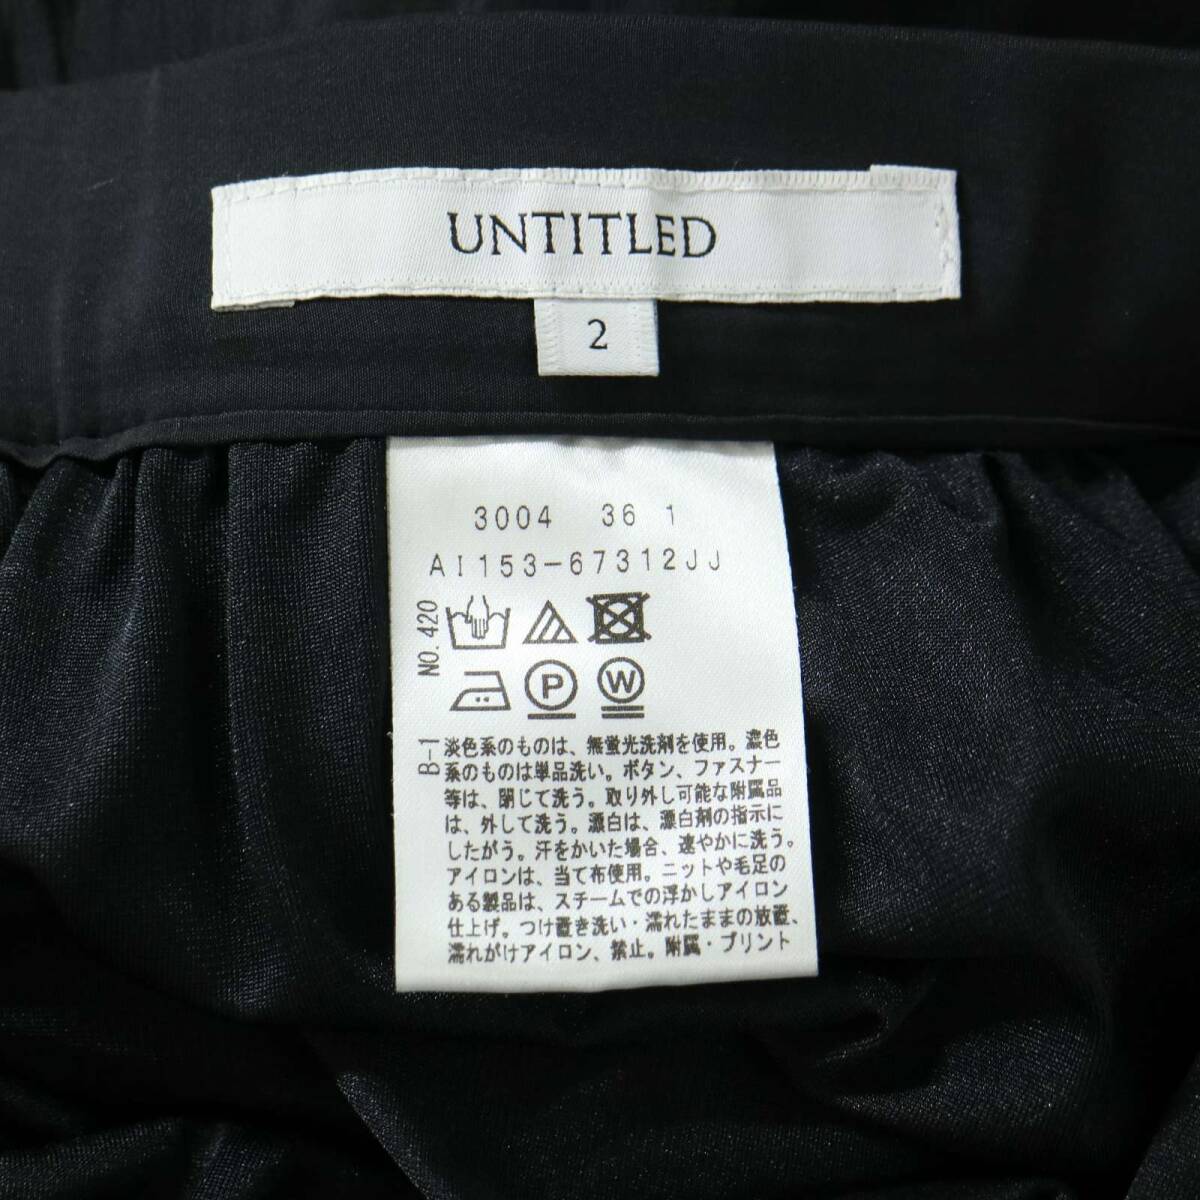 UNTITLED
2
3004 36 1
AI153-67312JJ
NO. 420
P W
B-1
淡色系のものは、無蛍光洗剤を使用。濃色
系のものは単品洗い。ボタン、ファスナー
等は、閉じて洗う。取り外し可能な附属品
は、外して洗う。漂白は、漂白剤の指示に
したがう。汗をかいた場合、速やかに洗う。
アイロンは、当て布使用。ニットや毛足の
ある製品は、スチームでの浮かしアイロン
仕上げ。つけ置き洗い・濡れたままの放置、
濡れがけアイロン、禁止。附属・プリント